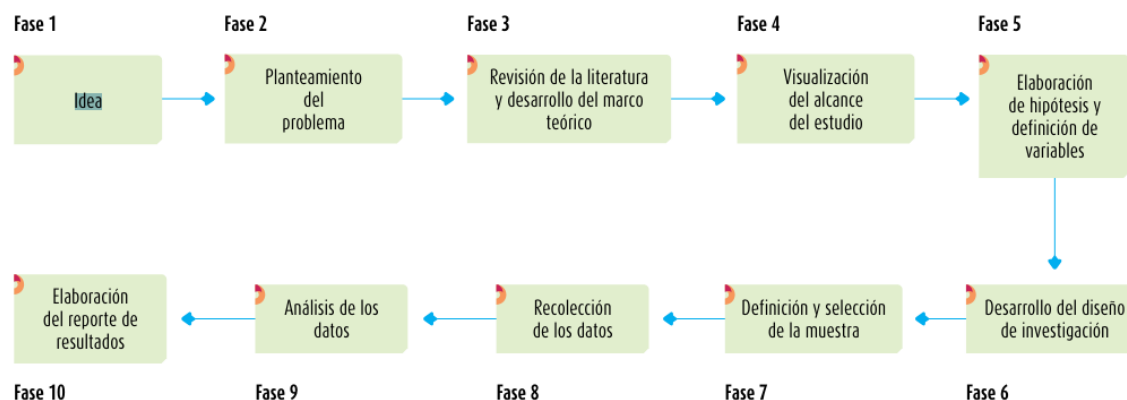 Fase 1
Fase 2
Fase 3
Fase 4
Fase 5
Idea
Planteamiento
del
problema
Revisión de la literatura
y desarrollo del marco
teórico
Visualización
del alcance
del estudio
Elaboración
de hipótesis y
definición de
variables
Elaboración
del reporte de
resultados
Análisis de los
datos
Recolección
de los datos
Definición y selección
de la muestra
Desarrollo del diseño
de investigación
Fase 10
Fase 9
Fase 8
Fase 7
Fase 6